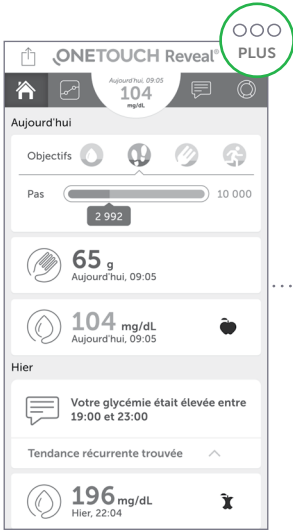 PLUS
ONETOUCH Reveal®
Aujourd'hui, 09:05
104
mg/dL
Aujourd'hui
Objectifs
Pas 10 000
2 992
65 g
Aujourd'hui, 09:05
104 mg/dL
Aujourd'hui, 09:05
Hier
Votre glycémie était élevée entre
19:00 et 23:00
Tendance récurrente trouvée
196 mg/dL
Hier, 22:04
...